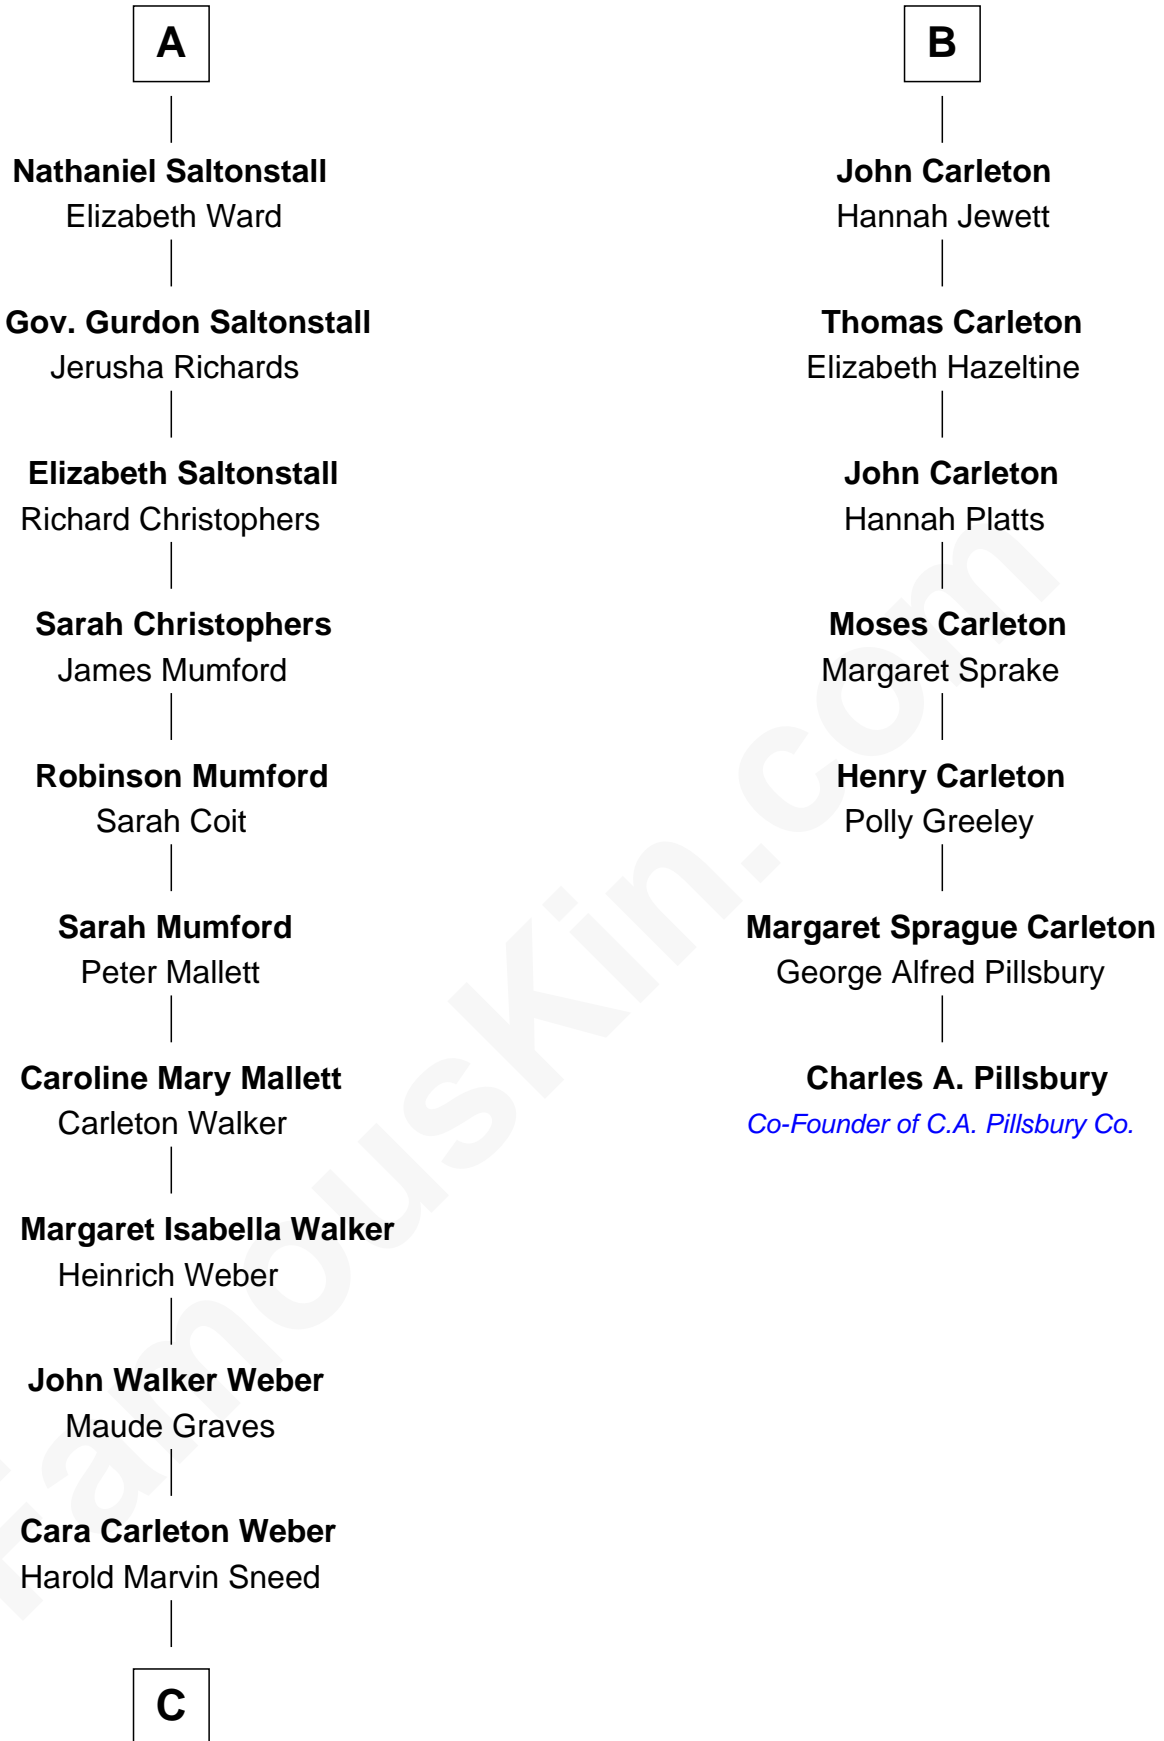 A
Nathaniel Saltonstall
Elizabeth Ward
Gov. Gurdon Saltonstall
Jerusha Richards
Elizabeth Saltonstall
Richard Christophers
Sarah Christophers
James Mumford
Robinson Mumford
Sarah Coit
Sarah Mumford
Peter Mallett
Caroline Mary Mallett
Carleton Walker
Margaret Isabella Walker
Heinrich Weber
John Walker Weber
Maude Graves
Cara Carleton Weber
Harold Marvin Sneed
C
B
John Carleton
Hannah Jewett
Thomas Carleton
Elizabeth Hazeltine
John Carleton
Hannah Platts
Moses Carleton
Margaret Sprake
Henry Carleton
Polly Greeley
Margaret Sprague Carleton
George Alfred Pillsbury
Charles A. Pillsbury
Co-Founder of C.A. Pillsbury Co.
FamousKin.com